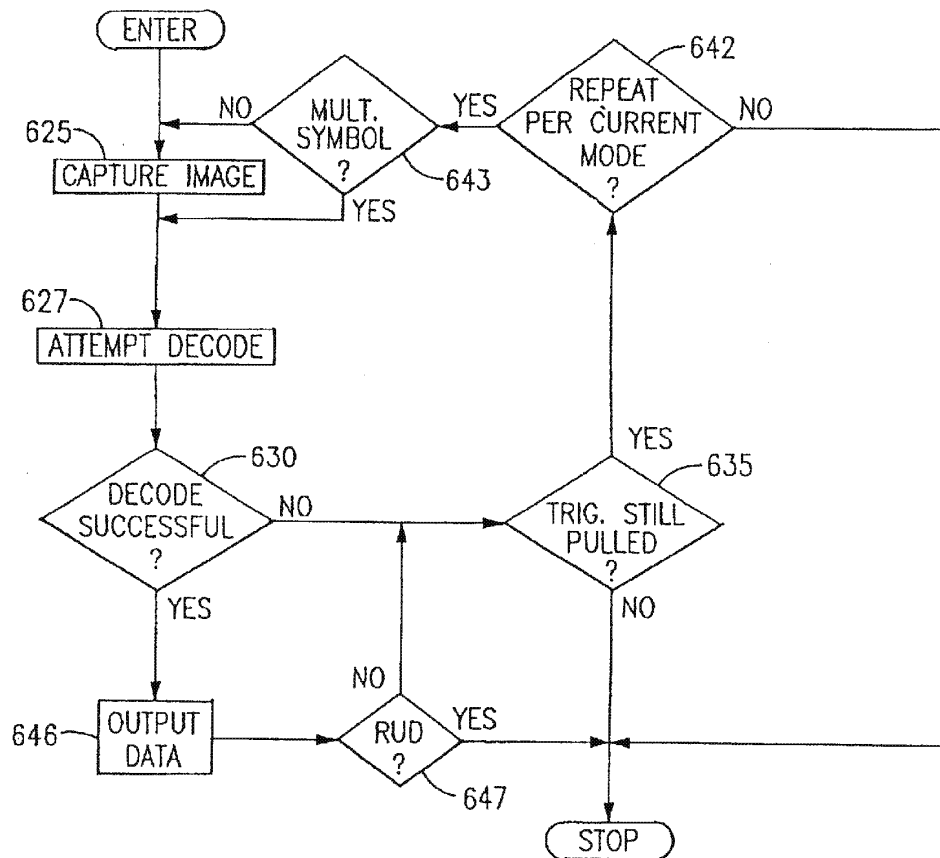 ENTER
642
NO
MULT.
SYMBOL
?
YES
REPEAT
PER CURRENT
MODE
?
NO
625
CAPTURE IMAGE
643
YES
627
ATTEMPT DECODE
YES
630
635
DECODE
SUCCESSFUL
?
NO
TRIG. STILL
PULLED
?
YES
NO
NO
646
OUTPUT
DATA
RUD
?
YES
647
STOP